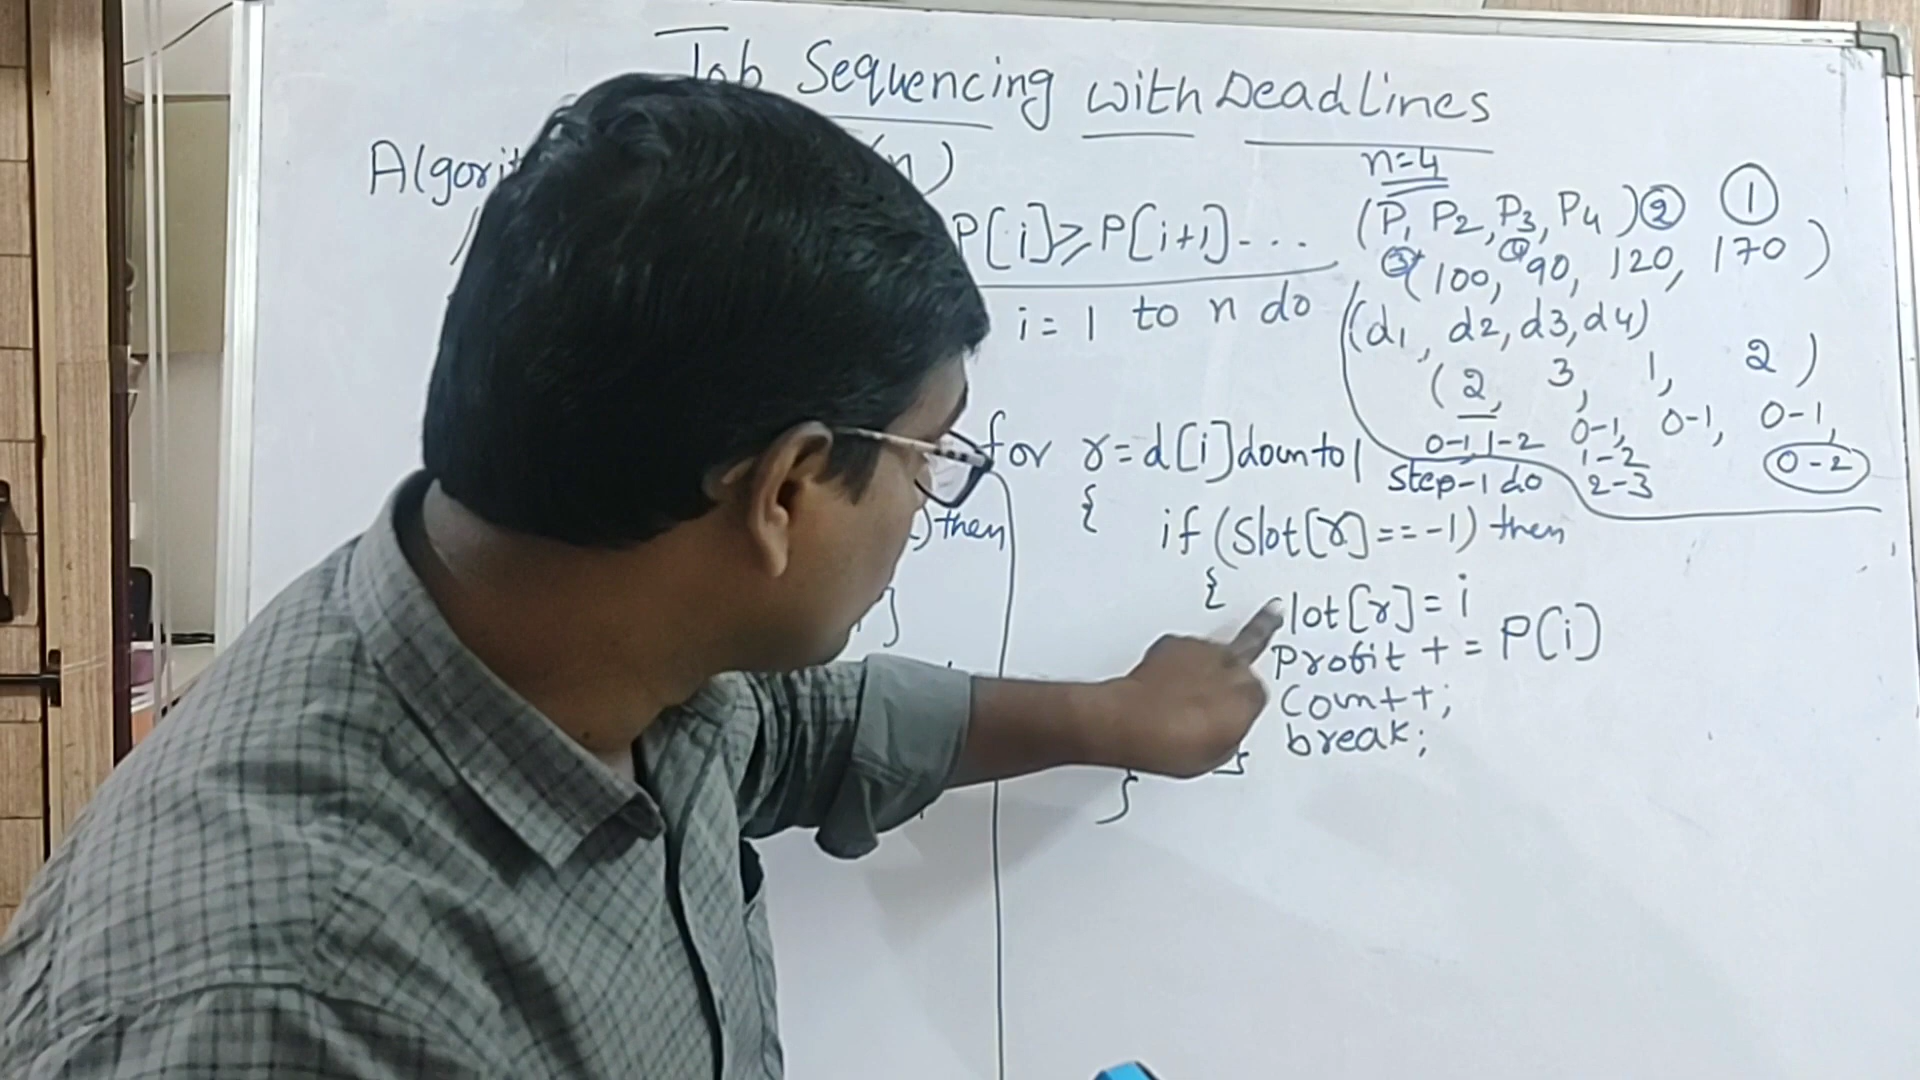 Job Sequencing with Deadlines
(n)
n=4
P[i]≥P[i+1]....
(P1, P2, P3, P4) ② ①
③ (100, ④ 90, 120, 170)
i = 1 to n do
(d1, d2, d3, d4)
(2, 3, 1, 2)
0-1, 1-2 0-1, 0-1, 0-1,
1-2 0-2
2-3
for r=d[i] down to 1
step-1 do
) then
{ if (slot[r]==-1) then
{ slot[r]=i
]
Profit += P[i]
Count++;
break;
}
}